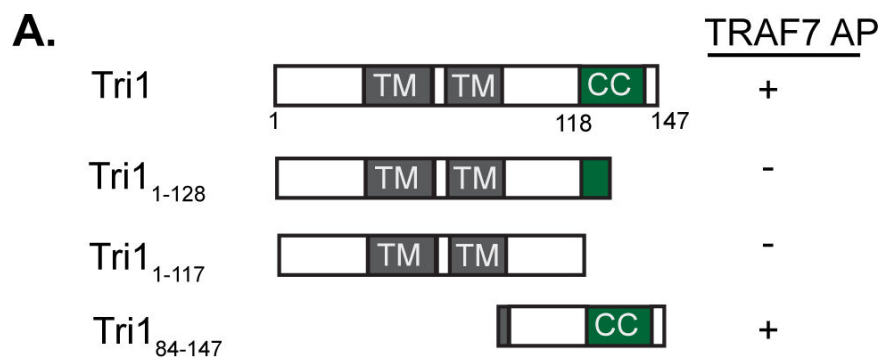 A.
TRAF7 AP
Tri1 TM TM CC +
1 118 147
Tri1 1-128 TM TM -
Tri1 1-117 TM TM -
Tri1 84-147 CC +